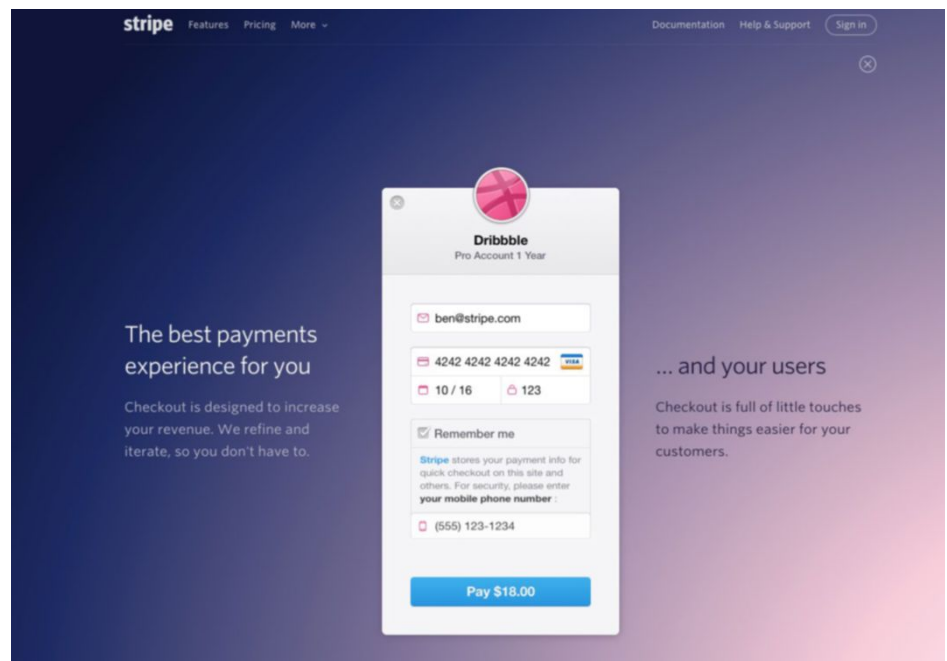 stripe Features Pricing More Documentation Help & Support Sign in
Dribbble
Pro Account 1 Year
ben@stripe.com
4242 4242 4242 4242 VISA
10 / 16 123
Remember me
Stripe stores your payment info for
quick checkout on this site and
others. For security, please enter
your mobile phone number :
(555) 123-1234
Pay $18.00
The best payments
experience for you
Checkout is designed to increase
your revenue. We refine and
iterate, so you don't have to.
... and your users
Checkout is full of little touches
to make things easier for your
customers.